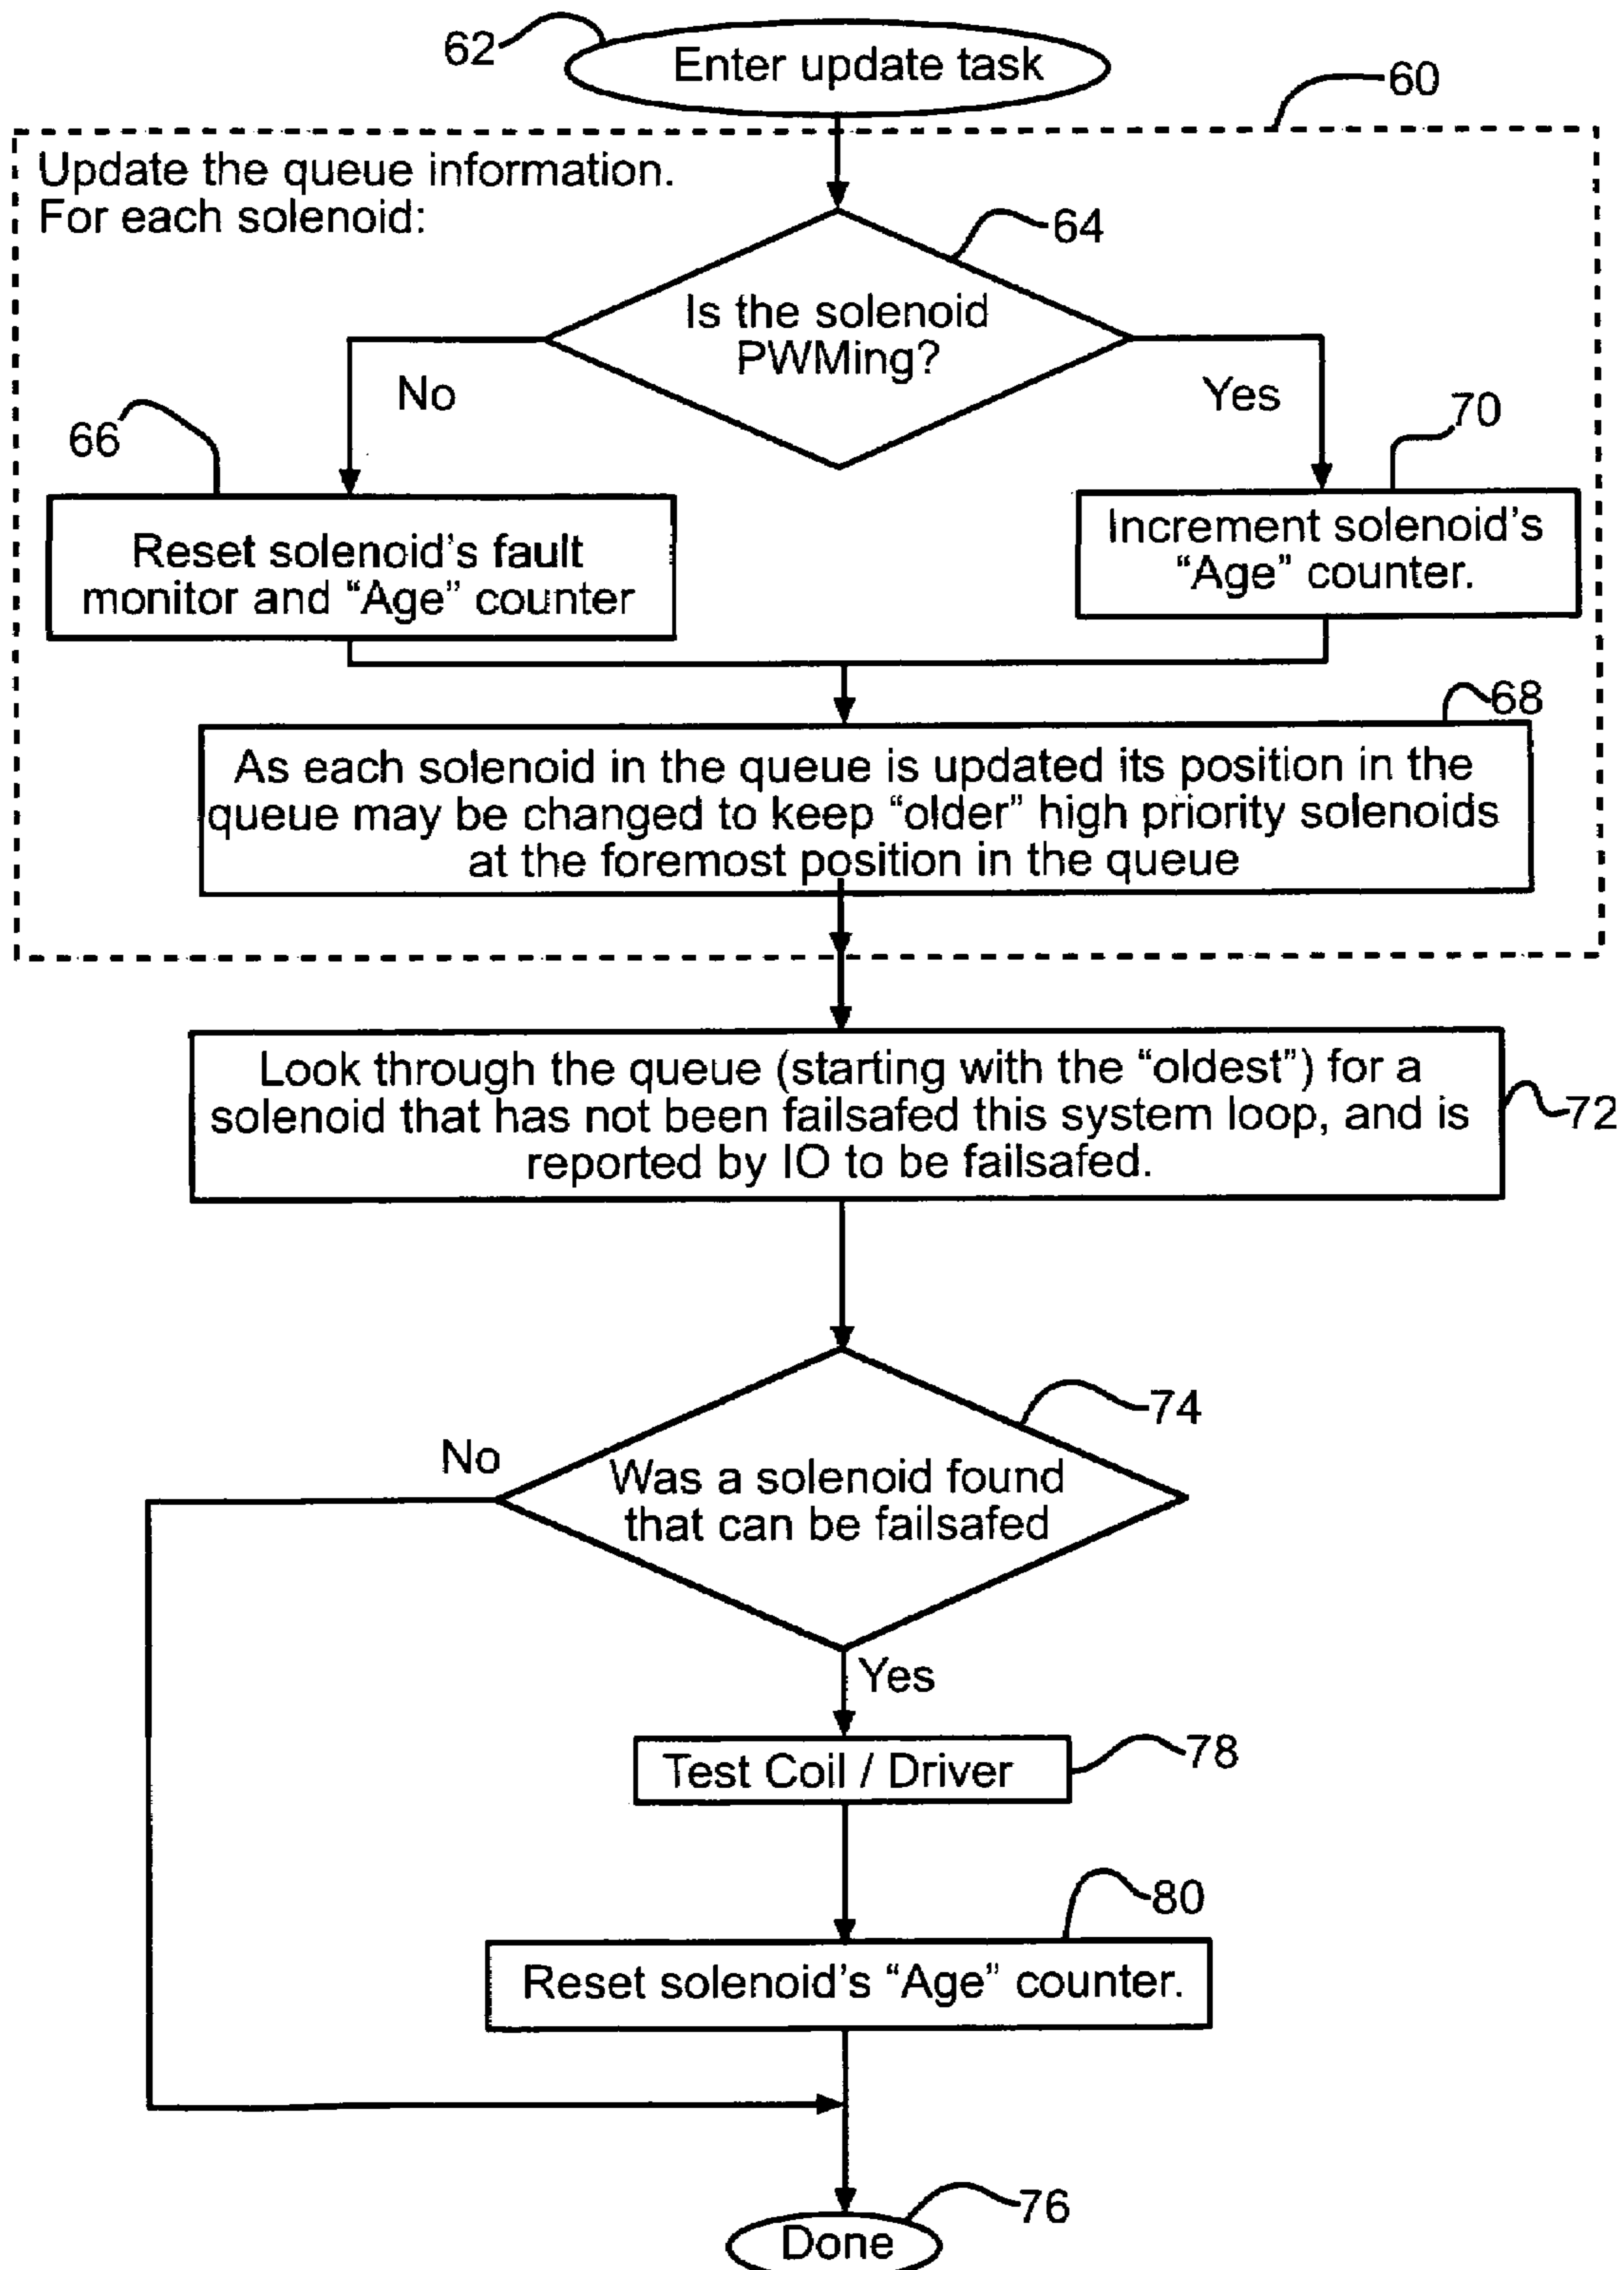 62
Enter update task
60
Update the queue information.
For each solenoid:
64
Is the solenoid
PWMing?
No
Yes
66
70
Reset solenoid's fault
monitor and “Age” counter
Increment solenoid's
“Age” counter.
68
As each solenoid in the queue is updated its position in the
queue may be changed to keep “older” high priority solenoids
at the foremost position in the queue
Look through the queue (starting with the “oldest”) for a
solenoid that has not been failsafed this system loop, and is
reported by IO to be failsafed.
72
74
No
Was a solenoid found
that can be failsafed
Yes
Test Coil / Driver
78
80
Reset solenoid's “Age” counter.
76
Done